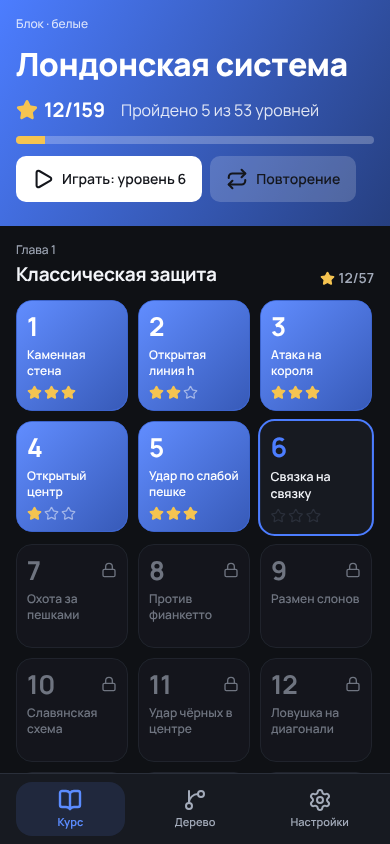 Блок · белые
Лондонская система
12/159 Пройдено 5 из 53 уровней
Играть: уровень 6
Повторение
Глава 1
Классическая защита
12/57
1
Каменная
стена
2
Открытая
линия h
3
Атака на
короля
4
Открытый
центр
5
Удар по слабой
пешке
6
Связка на
связку
7
Охота за
пешками
8
Против
фианкетто
9
Размен слонов
10
Славянская
схема
11
Удар чёрных в
центре
12
Ловушка на
диагонали
Курс
Дерево
Настройки